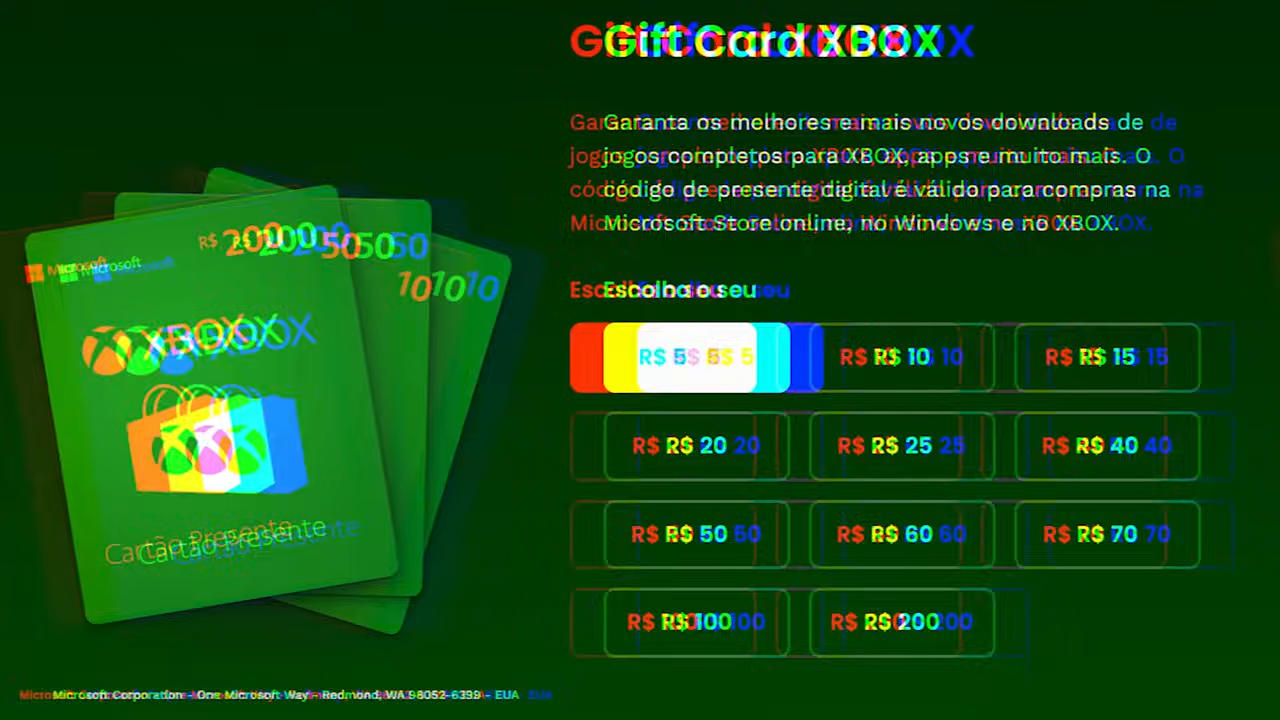 Gift Card XBOX
Garanta os melhores e mais novos downloads de
jogos completos para XBOX, apps e muito mais. O
código de presente digital é válido para compras na
Microsoft Store online, no Windows e no XBOX.
Escolha o seu
R$ 5
R$ 10
R$ 15
R$ 20
R$ 25
R$ 40
R$ 50
R$ 60
R$ 70
R$ 100
R$ 200
R$ 200
50
10
Microsoft
XBOX
Cartão Presente
Microsoft Corporation - One Microsoft Way - Redmond, WA 98052-6399 - EUA